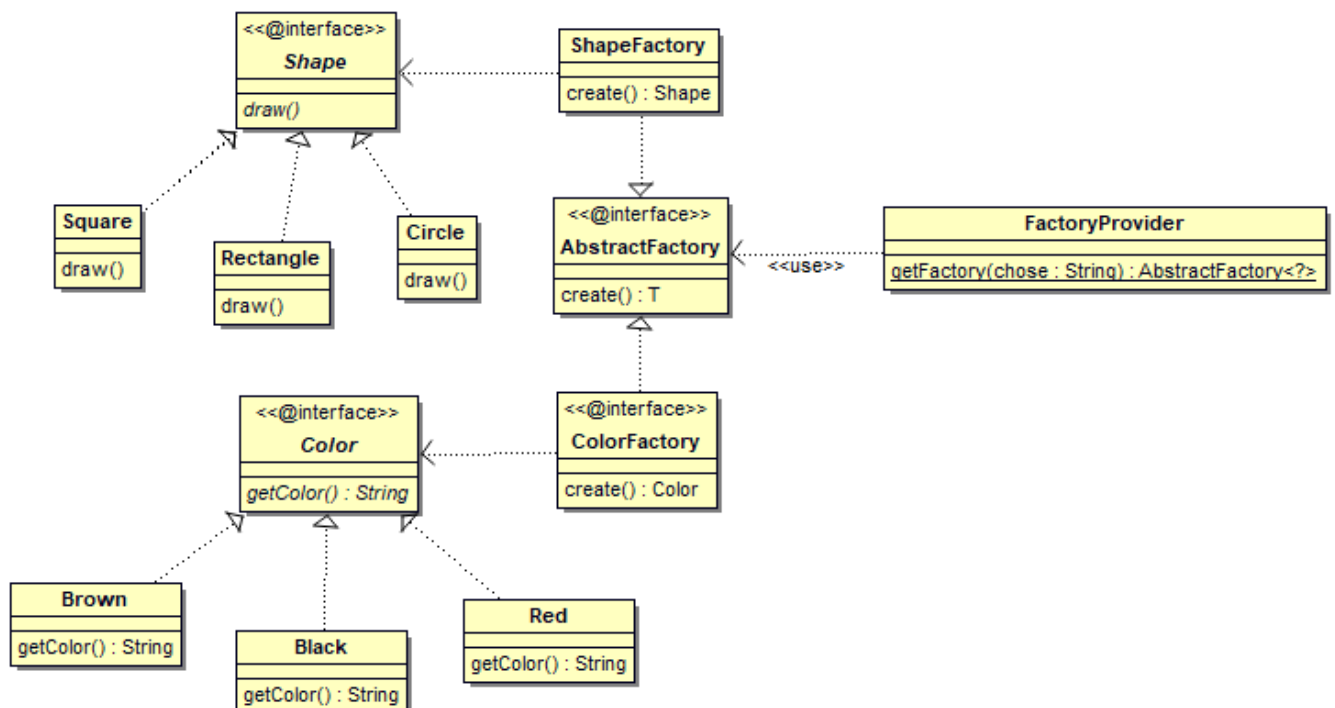 <<@interface>>
Shape
draw()
ShapeFactory
create() : Shape
Square
draw()
Rectangle
draw()
Circle
draw()
<<@interface>>
AbstractFactory
create() : T
<<use>>
FactoryProvider
getFactory(chose : String) : AbstractFactory<?>
<<@interface>>
Color
getColor() : String
<<@interface>>
ColorFactory
create() : Color
Brown
getColor() : String
Black
getColor() : String
Red
getColor() : String